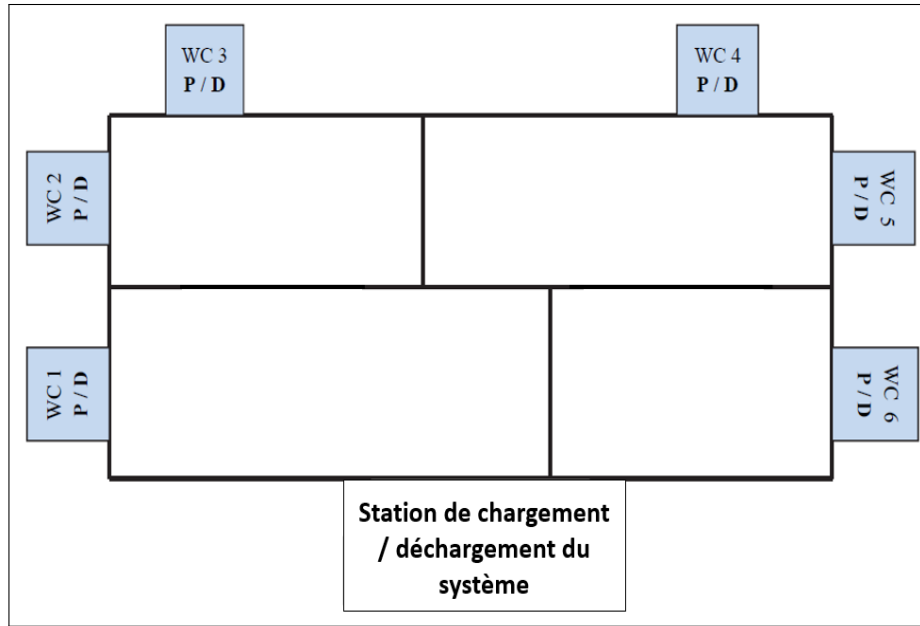 WC 3
P / D
WC 4
P / D
WC 2
P / D
WC 5
P / D
WC 1
P / D
WC 6
P / D
Station de chargement
/ déchargement du
système